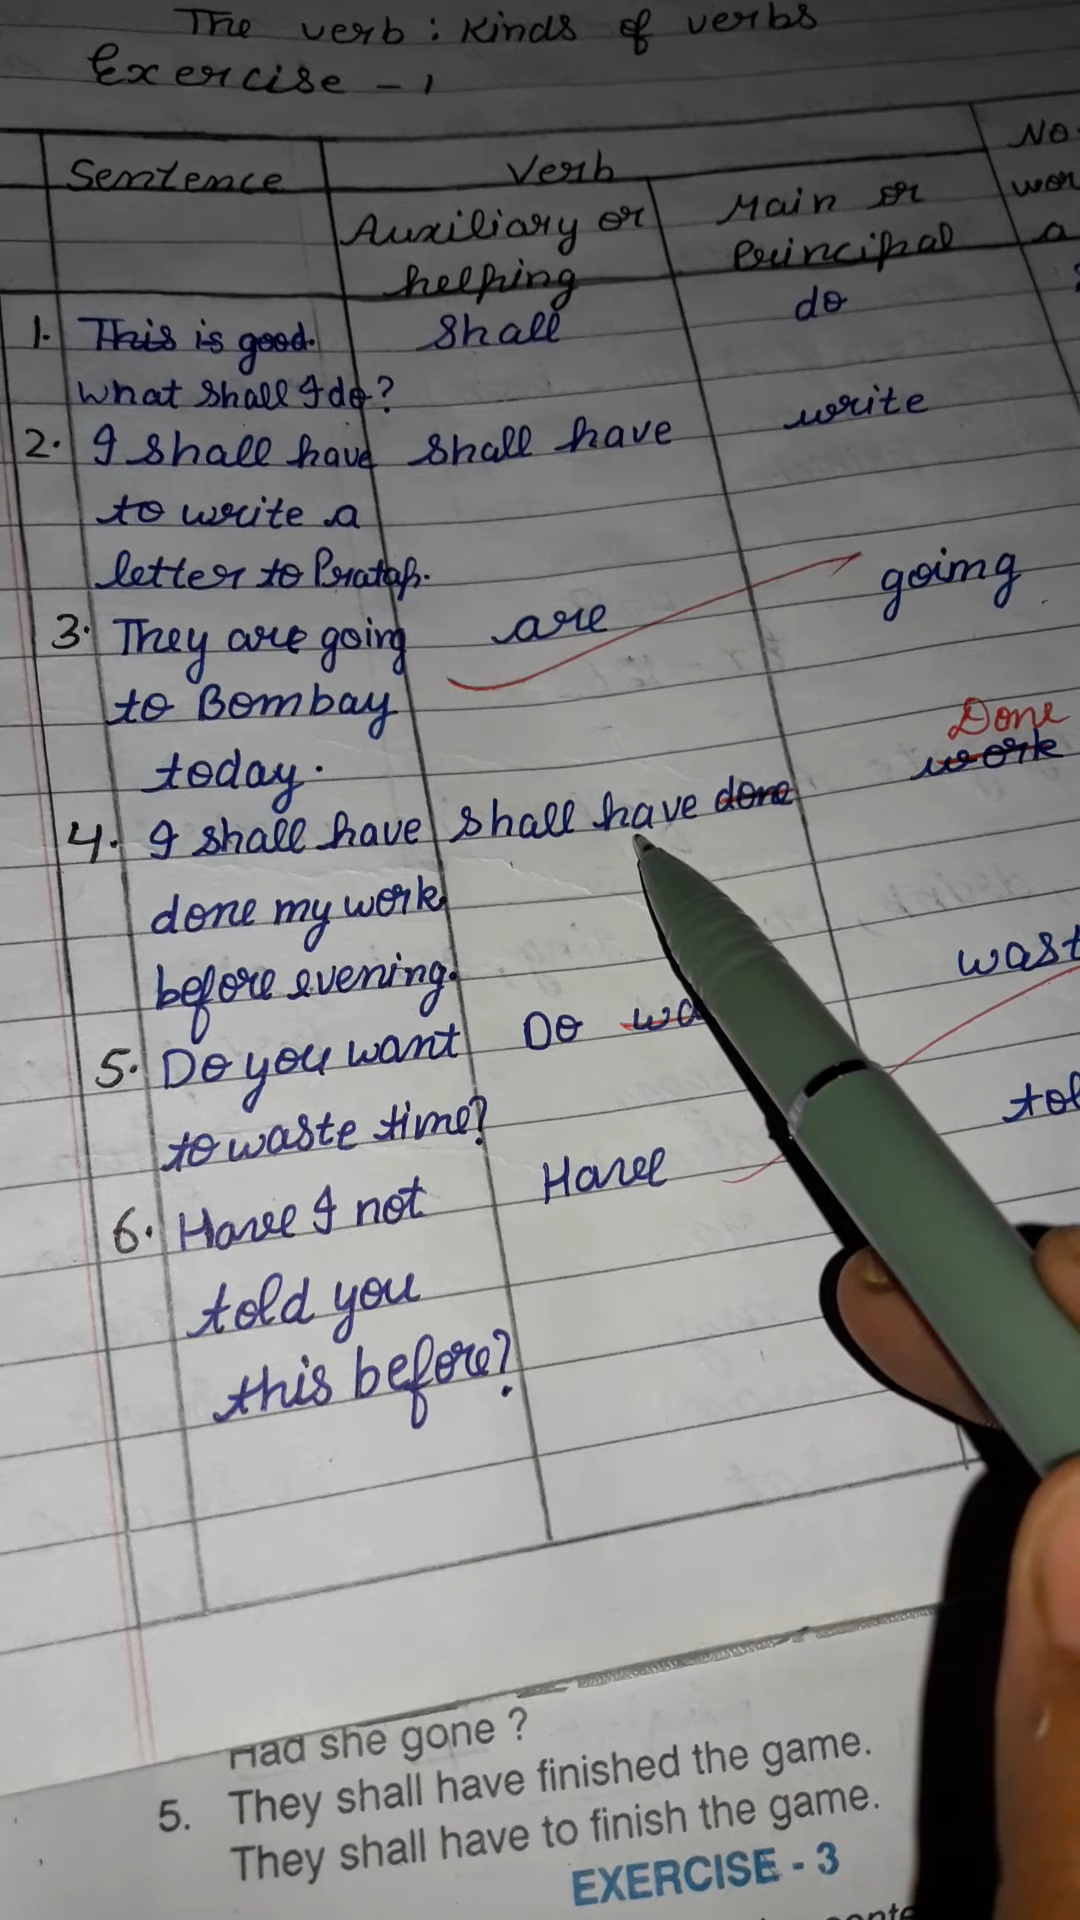 The verb : Kinds of verbs
Exercise - 1
Sentence Verb No.
Auxiliary or helping Main or Principal
1. This is good. Shall do
What shall I do?
2. I shall have shall have write
to write a
letter to Pratap.
3. They are going are going
to Bombay
today.
Done
4. I shall have shall have done work
done my work
before evening.
5. Do you want Do
to waste time?
6. Have I not Have
told you
this before?
Had she gone ?
5. They shall have finished the game.
They shall have to finish the game.
EXERCISE - 3